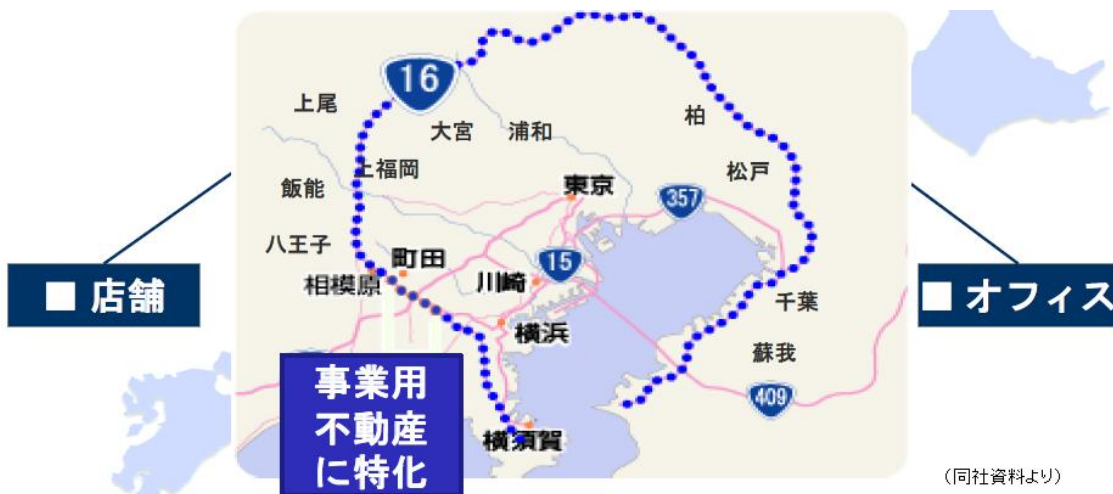 16
上尾
大宮
浦和
柏
上福岡
松戸
飯能
東京
357
八王子
町田
15
相模原
川崎
千葉
■ 店舗
■ オフィス
横浜
蘇我
事業用
不動産
に特化
409
横須賀
(同社資料より)